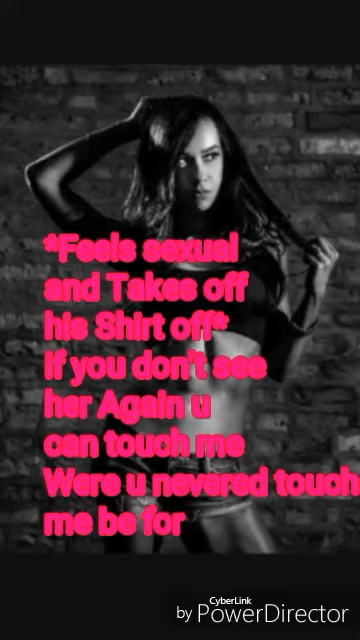 *Feels sexual
and Takes off
his Shirt off*
If you don't see
her Again u
can touch me
Were u nevered touch
me be for
CyberLink
by PowerDirector